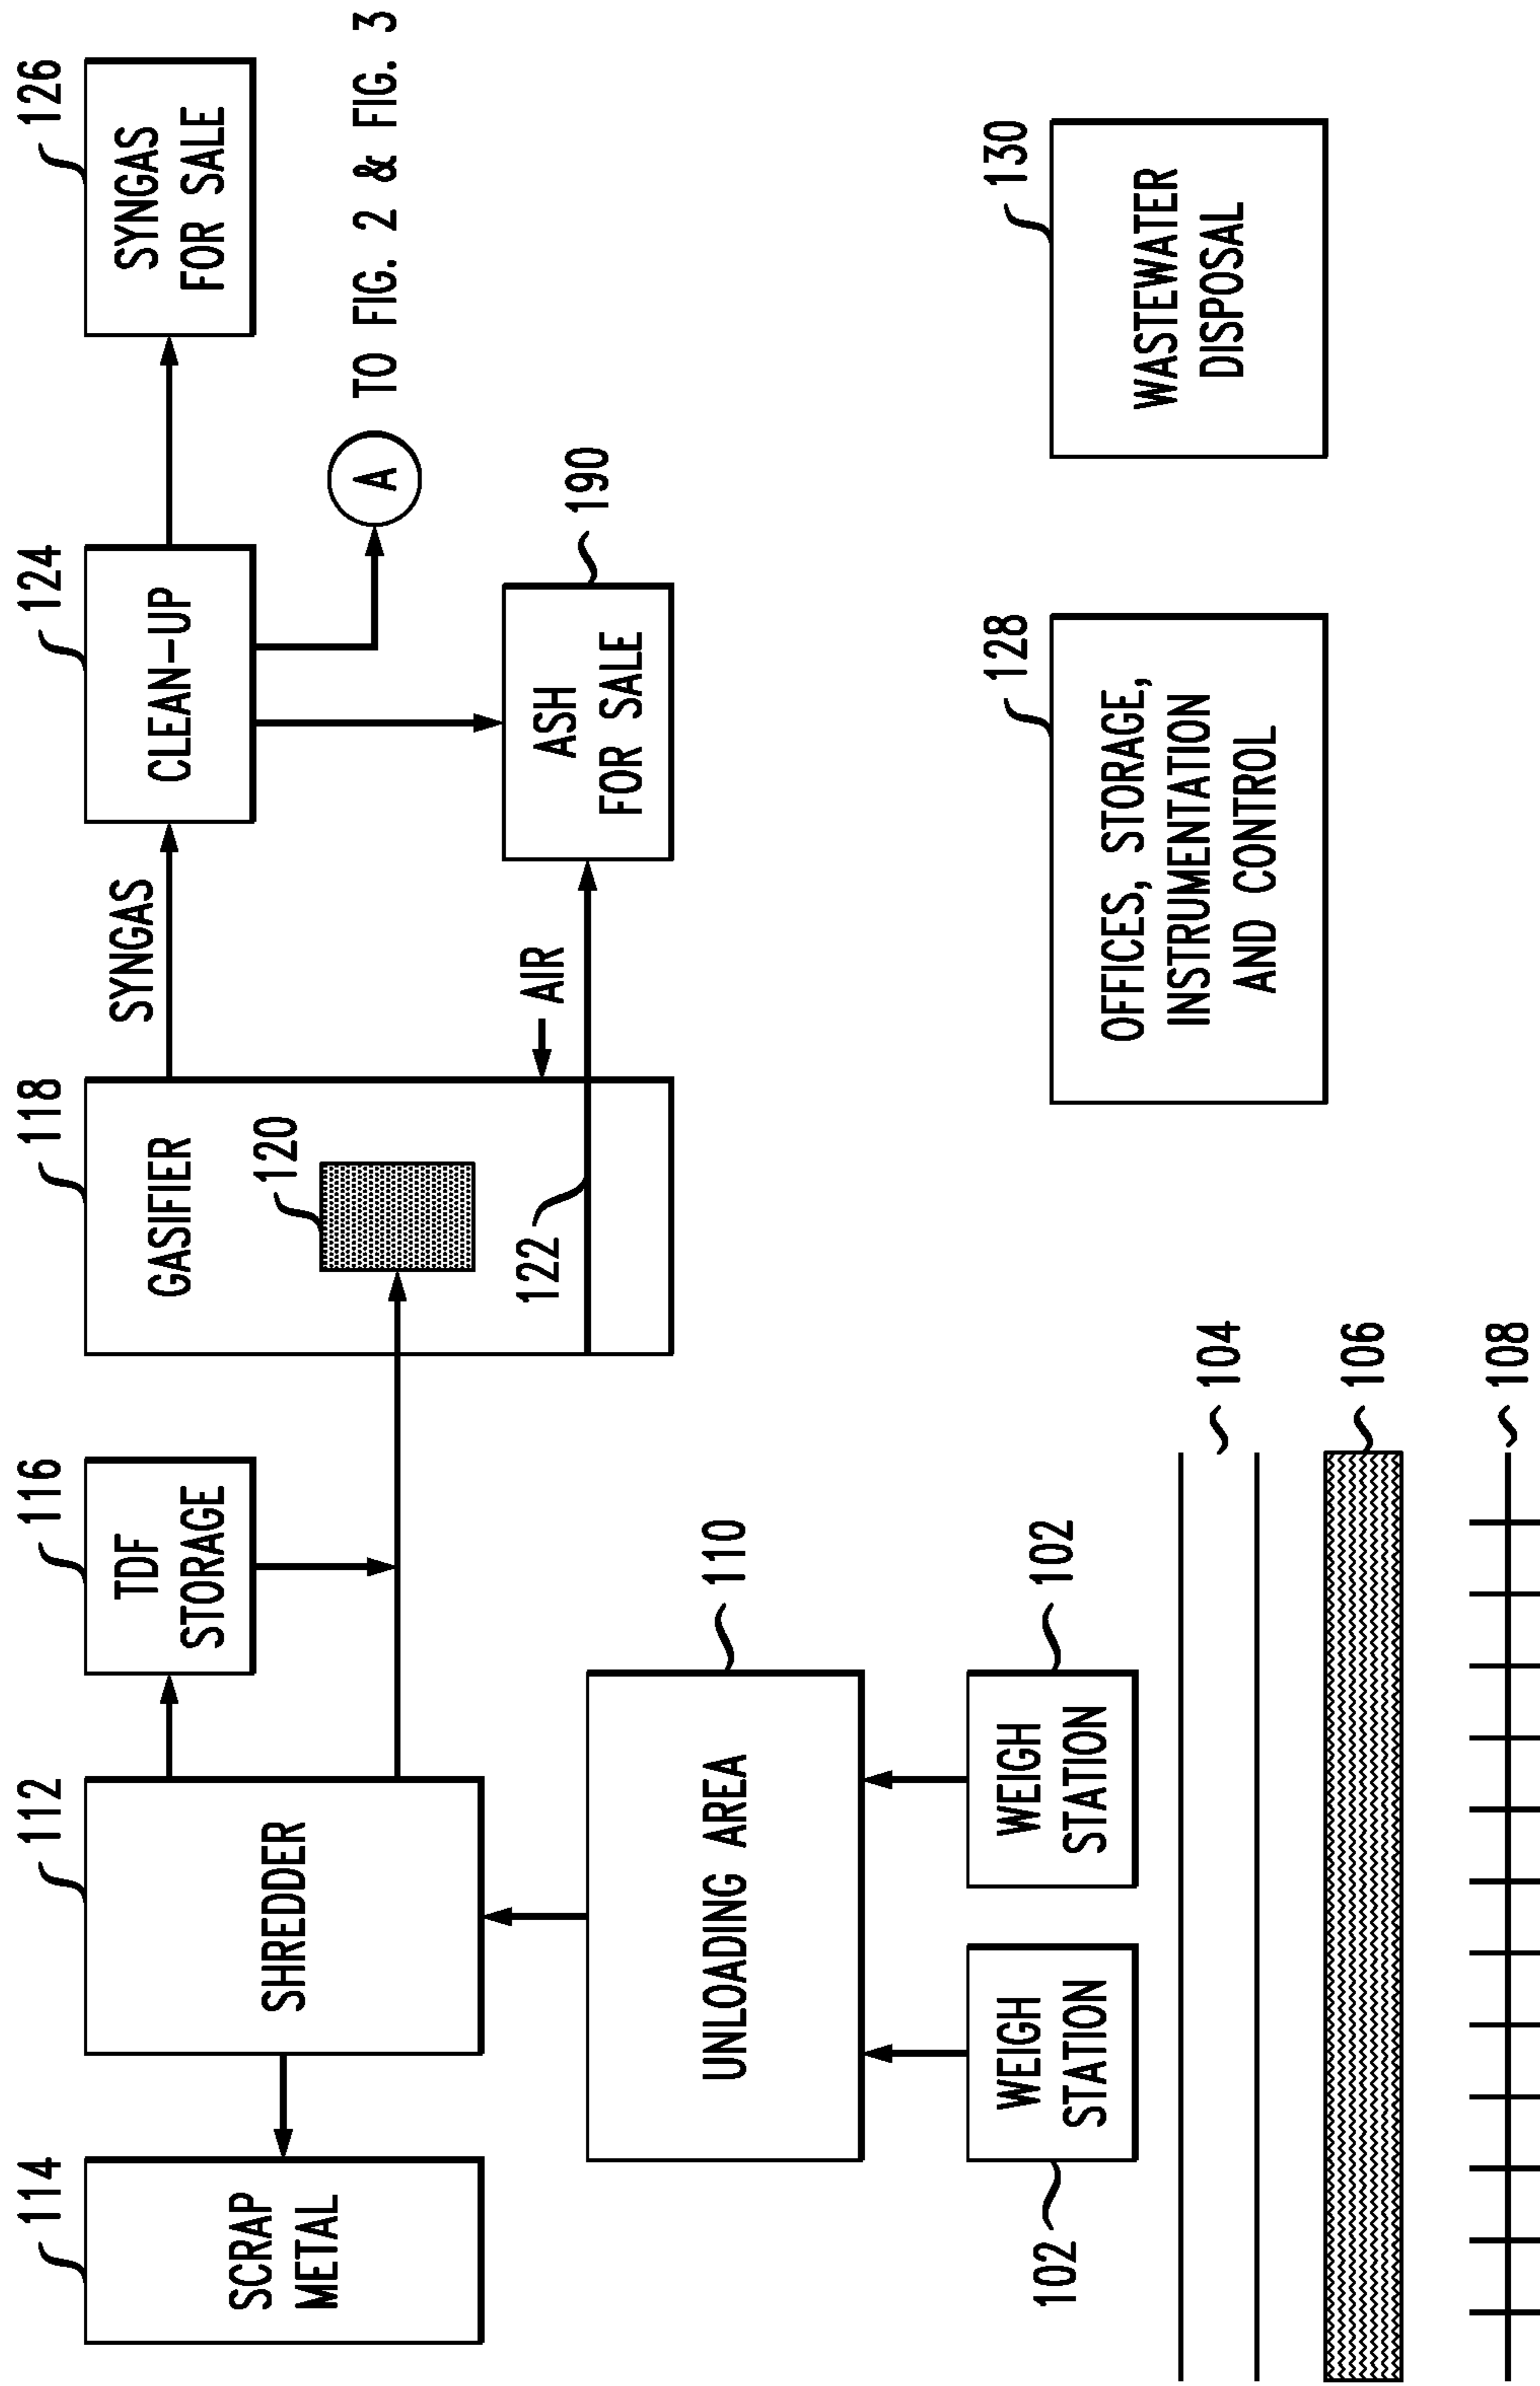 114
SCRAP
METAL
112
SHREDDER
116
TDF
STORAGE
118
GASIFIER
120
122
SYNGAS
AIR
124
CLEAN-UP
126
SYNGAS
FOR SALE
A
TO FIG. 2 & FIG. 3
190
ASH
FOR SALE
110
UNLOADING AREA
102
WEIGH
STATION
102
WEIGH
STATION
128
OFFICES, STORAGE,
INSTRUMENTATION
AND CONTROL
130
WASTEWATER
DISPOSAL
104
106
108